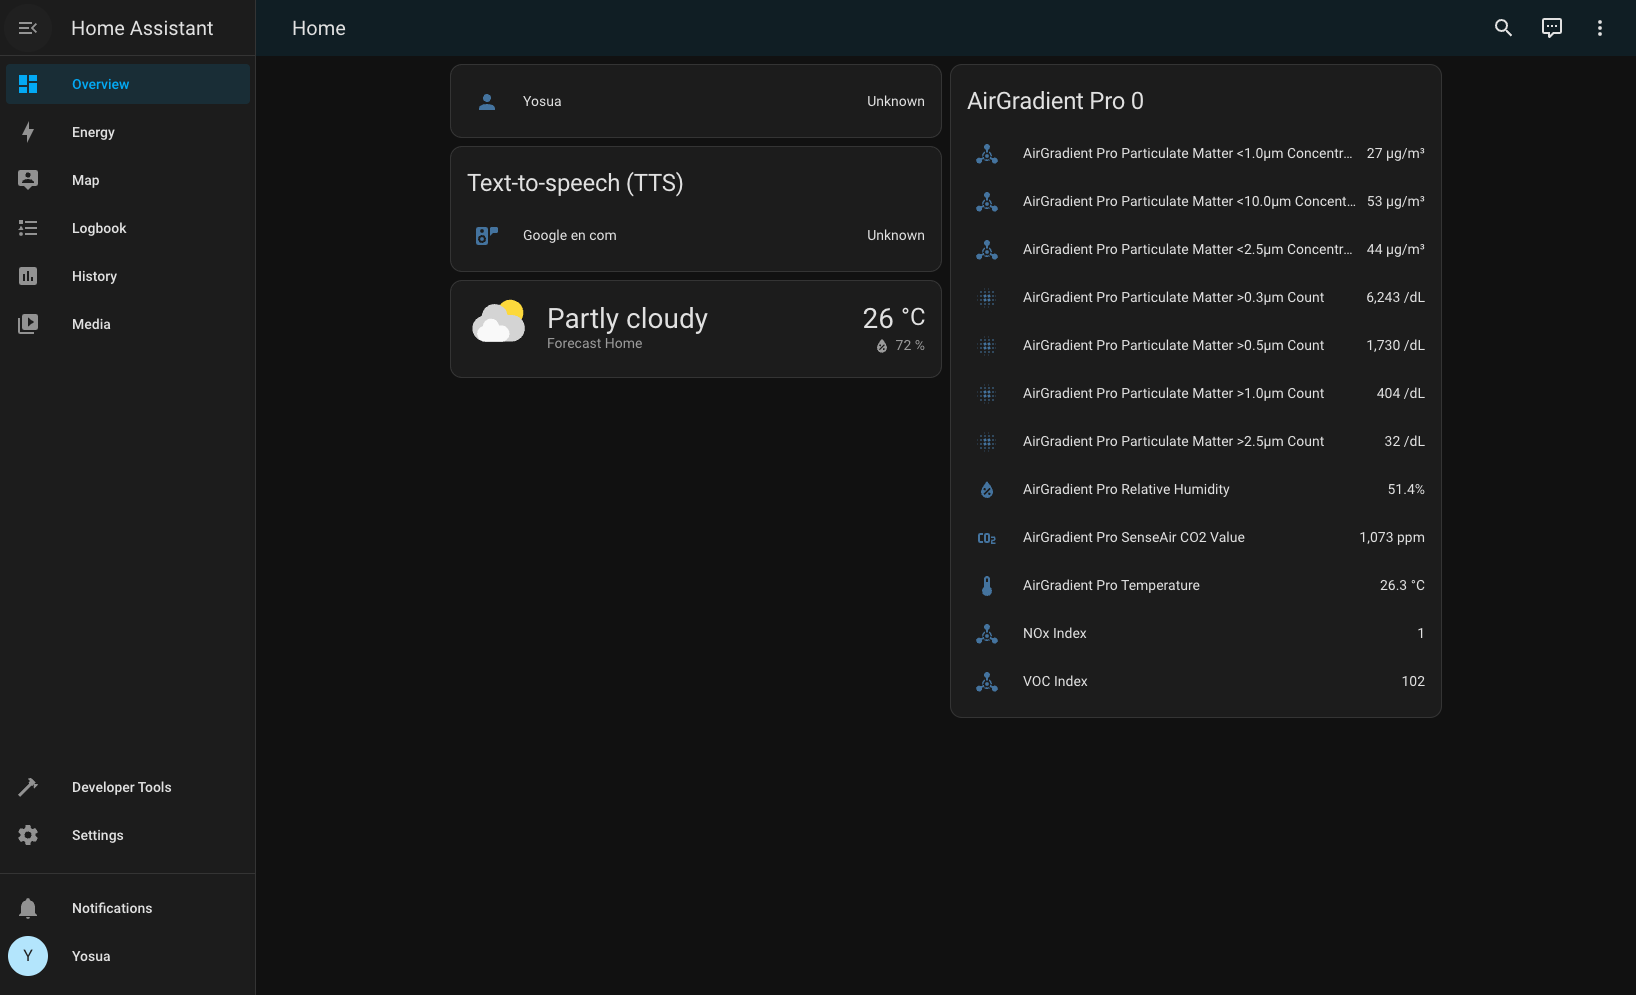 Home Assistant
Overview
Energy
Map
Logbook
History
Media
Developer Tools
Settings
Notifications
Y
Yosua
Home
Yosua Unknown
Text-to-speech (TTS)
Google en com Unknown
Partly cloudy 26 °C
Forecast Home 72 %
AirGradient Pro 0
AirGradient Pro Particulate Matter <1.0µm Concentr... 27 µg/m³
AirGradient Pro Particulate Matter <10.0µm Concent... 53 µg/m³
AirGradient Pro Particulate Matter <2.5µm Concentr... 44 µg/m³
AirGradient Pro Particulate Matter >0.3µm Count 6,243 /dL
AirGradient Pro Particulate Matter >0.5µm Count 1,730 /dL
AirGradient Pro Particulate Matter >1.0µm Count 404 /dL
AirGradient Pro Particulate Matter >2.5µm Count 32 /dL
AirGradient Pro Relative Humidity 51.4%
CO2 AirGradient Pro SenseAir CO2 Value 1,073 ppm
AirGradient Pro Temperature 26.3 °C
NOx Index 1
VOC Index 102